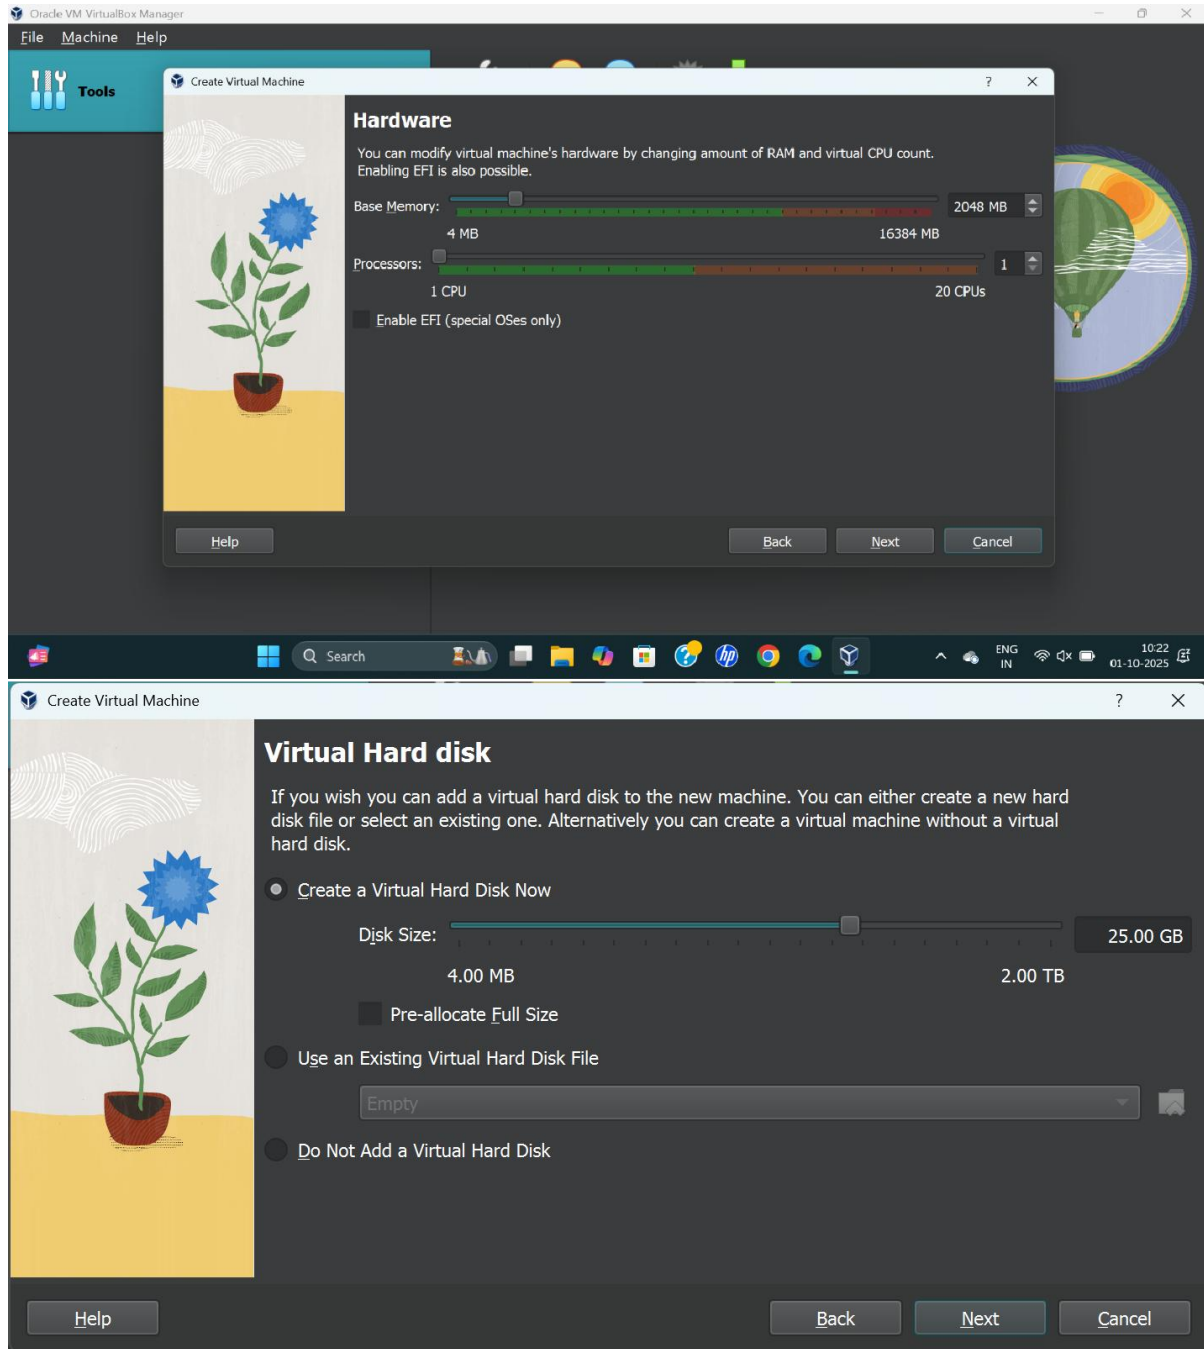 Oracle VM VirtualBox Manager
File Machine Help
Tools
Create Virtual Machine
?
Hardware
You can modify virtual machine's hardware by changing amount of RAM and virtual CPU count.
Enabling EFI is also possible.
Base Memory: 2048 MB
4 MB 16384 MB
Processors: 1
1 CPU 20 CPUs
Enable EFI (special OSes only)
Help Back Next Cancel
Search hp ENG 10:22
IN 01-10-2025
Create Virtual Machine ?
Virtual Hard disk
If you wish you can add a virtual hard disk to the new machine. You can either create a new hard
disk file or select an existing one. Alternatively you can create a virtual machine without a virtual
hard disk.
Create a Virtual Hard Disk Now
Disk Size: 25.00 GB
4.00 MB 2.00 TB
Pre-allocate Full Size
Use an Existing Virtual Hard Disk File
Empty
Do Not Add a Virtual Hard Disk
Help Back Next Cancel